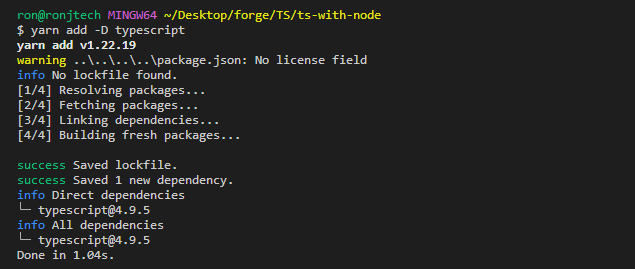 ron@ronjtech MINGW64 ~/Desktop/forge/TS/ts-with-node
$ yarn add -D typescript
yarn add v1.22.19
warning ..\..\..\..\package.json: No license field
info No lockfile found.
[1/4] Resolving packages...
[2/4] Fetching packages...
[3/4] Linking dependencies...
[4/4] Building fresh packages...
success Saved lockfile.
success Saved 1 new dependency.
info Direct dependencies
└─ typescript@4.9.5
info All dependencies
└─ typescript@4.9.5
Done in 1.04s.